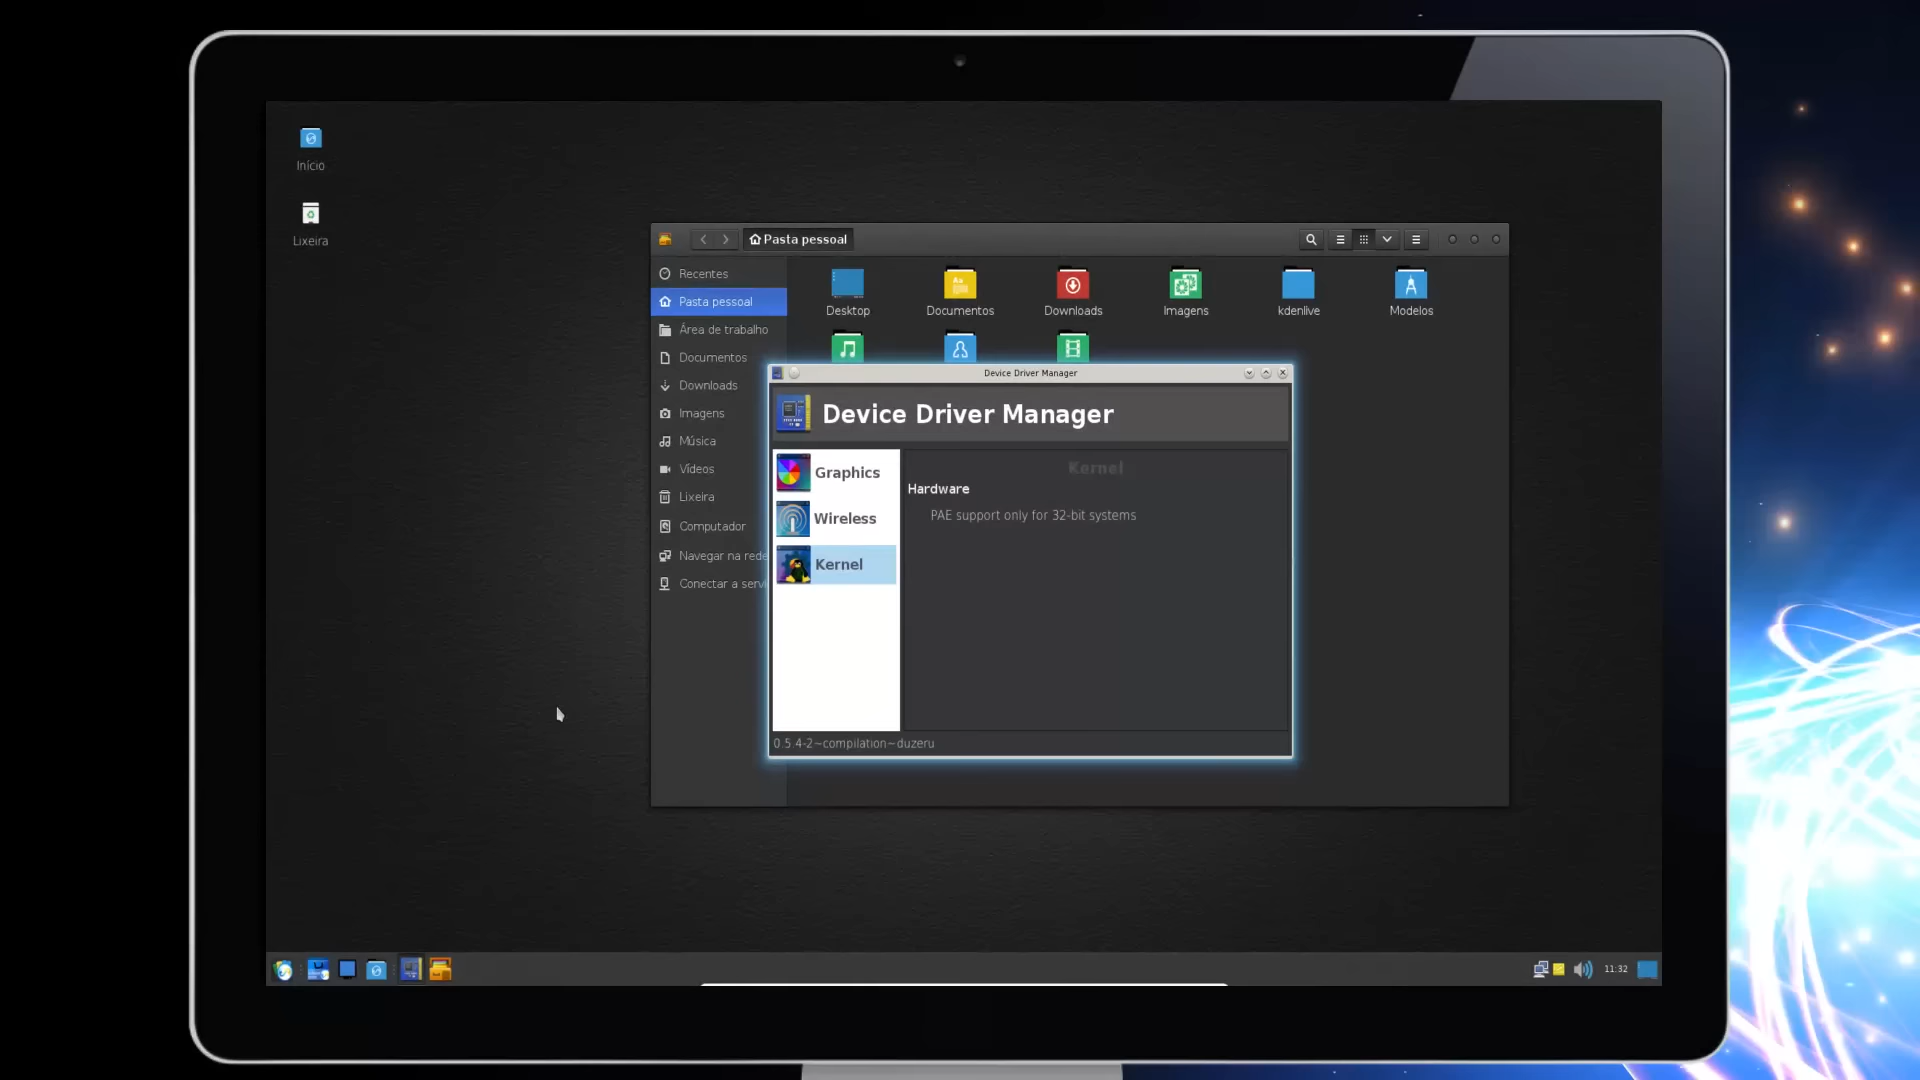 Início
Lixeira
Pasta pessoal
Recentes
Pasta pessoal
Área de trabalho
Documentos
Downloads
Imagens
Música
Vídeos
Lixeira
Computador
Navegar na rede
Conectar a servi
Desktop
Documentos
Downloads
Imagens
kdenlive
Modelos
Device Driver Manager
Device Driver Manager
Graphics
Wireless
Kernel
Kernel
Hardware
PAE support only for 32-bit systems
0.5.4-2~compilation~duzeru
11:32